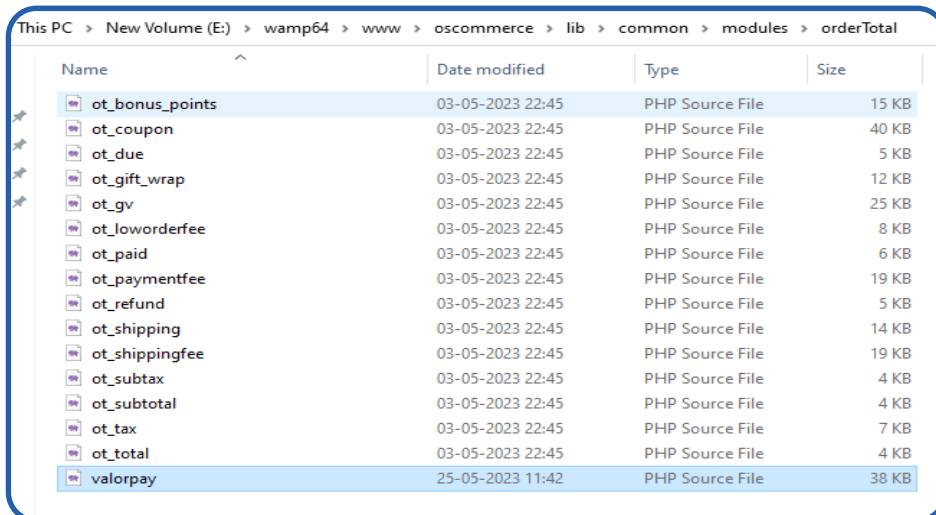 This PC > New Volume (E:) > wamp64 > www > oscommerce > lib > common > modules > orderTotal
Name Date modified Type Size
ot_bonus_points 03-05-2023 22:45 PHP Source File 15 KB
ot_coupon 03-05-2023 22:45 PHP Source File 40 KB
ot_due 03-05-2023 22:45 PHP Source File 5 KB
ot_gift_wrap 03-05-2023 22:45 PHP Source File 12 KB
ot_gv 03-05-2023 22:45 PHP Source File 25 KB
ot_loworderfee 03-05-2023 22:45 PHP Source File 8 KB
ot_paid 03-05-2023 22:45 PHP Source File 6 KB
ot_paymentfee 03-05-2023 22:45 PHP Source File 19 KB
ot_refund 03-05-2023 22:45 PHP Source File 5 KB
ot_shipping 03-05-2023 22:45 PHP Source File 14 KB
ot_shippingfee 03-05-2023 22:45 PHP Source File 19 KB
ot_subtax 03-05-2023 22:45 PHP Source File 4 KB
ot_subtotal 03-05-2023 22:45 PHP Source File 4 KB
ot_tax 03-05-2023 22:45 PHP Source File 7 KB
ot_total 03-05-2023 22:45 PHP Source File 4 KB
valorpay 25-05-2023 11:42 PHP Source File 38 KB